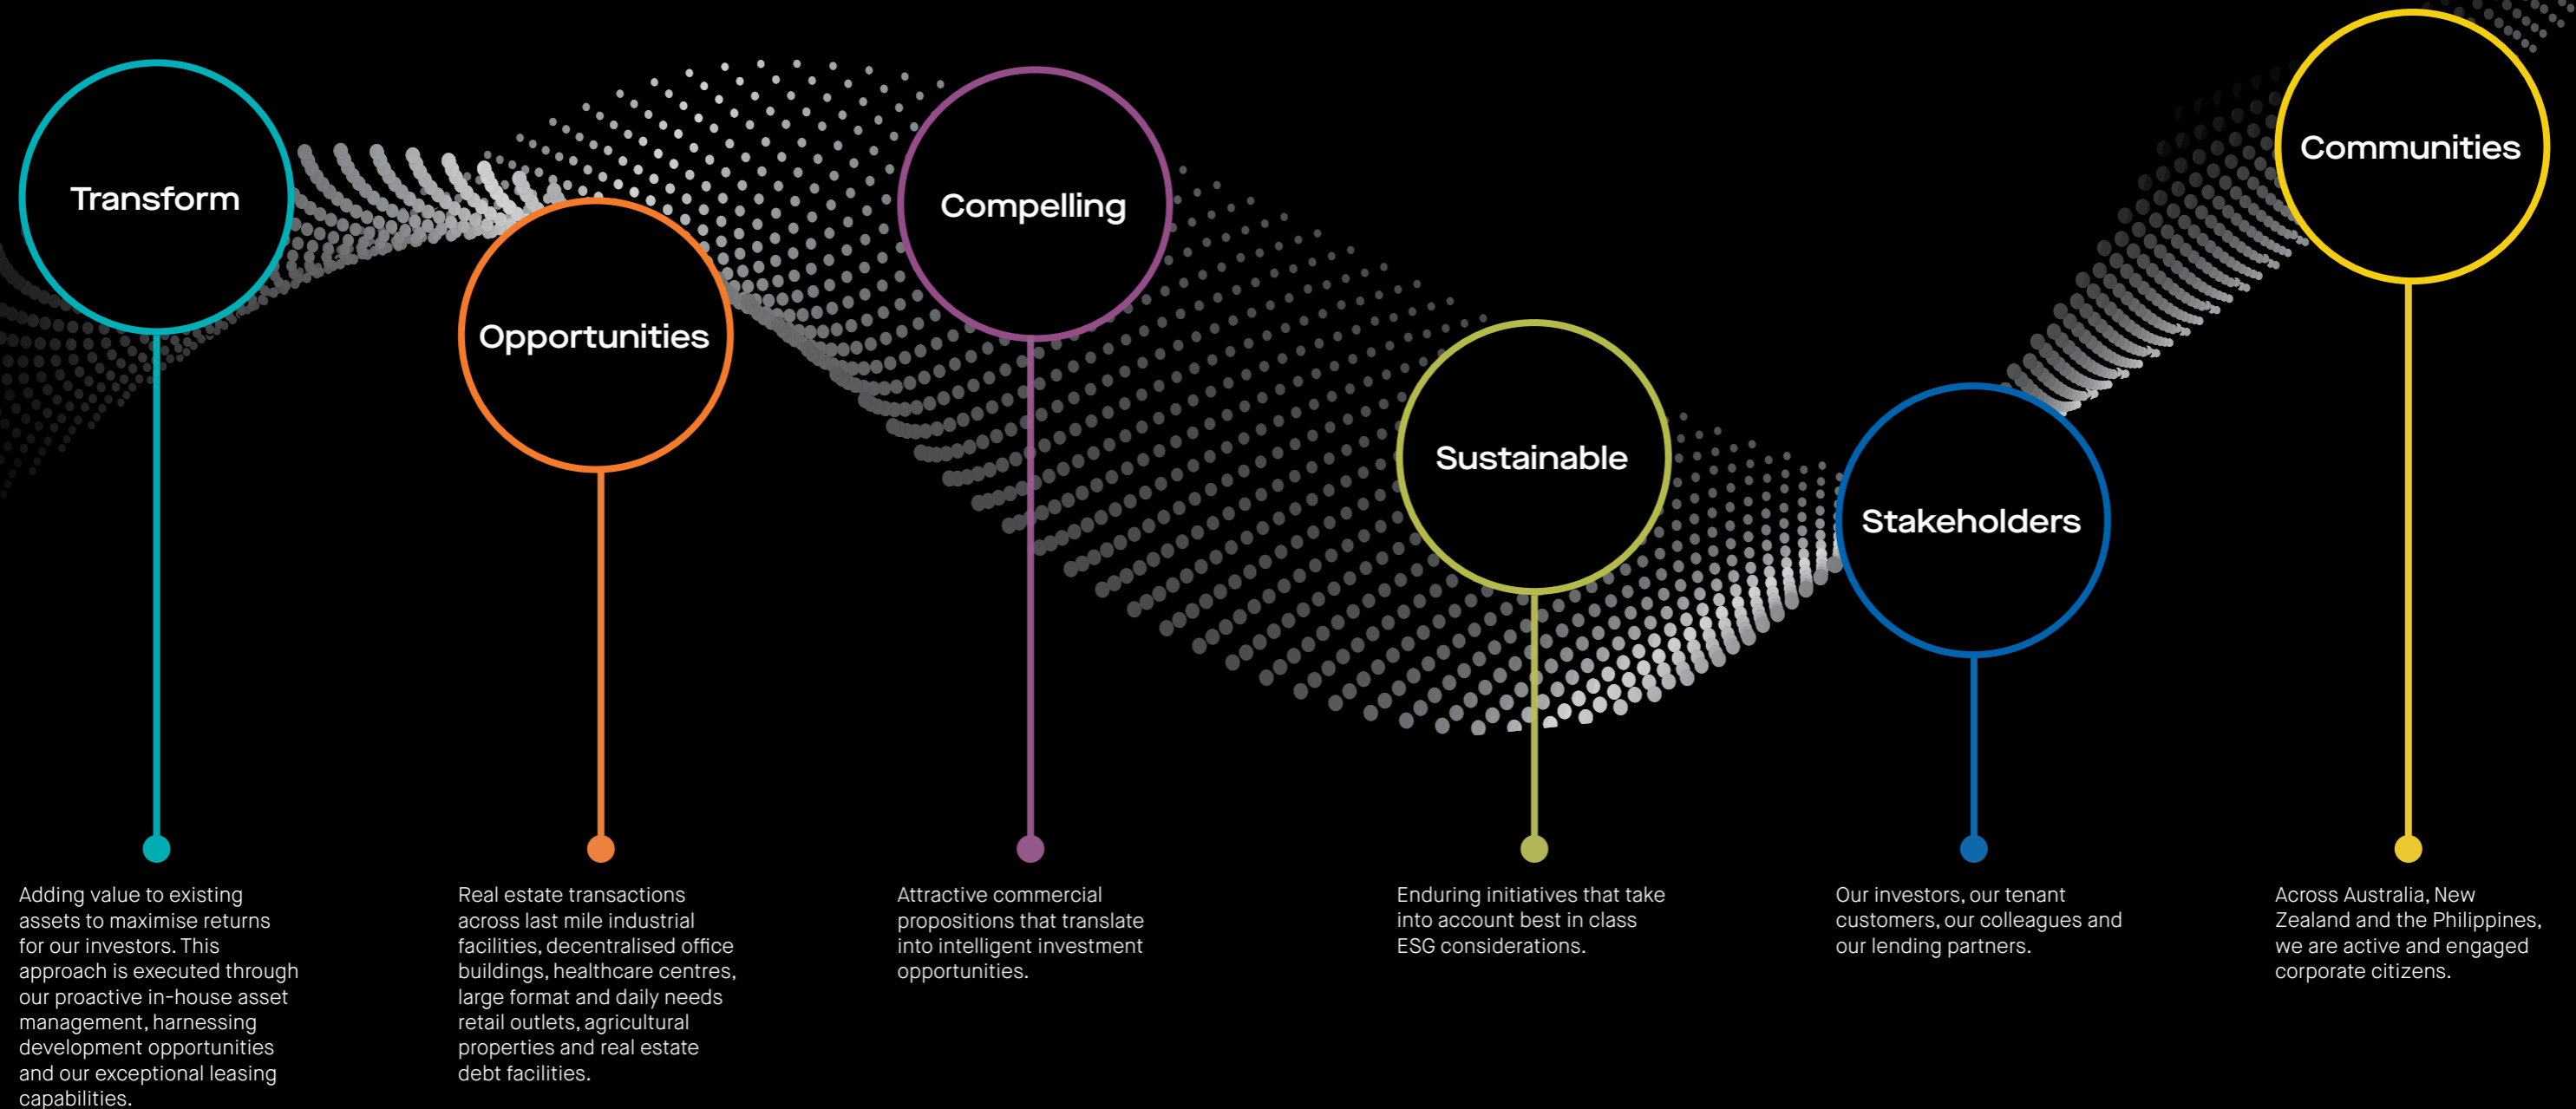 Transform
Adding value to existing
assets to maximise returns
for our investors. This
approach is executed through
our proactive in-house asset
management, harnessing
development opportunities
and our exceptional leasing
capabilities.
Opportunities
Real estate transactions
across last mile industrial
facilities, decentralised office
buildings, healthcare centres,
large format and daily needs
retail outlets, agricultural
properties and real estate
debt facilities.
Compelling
Attractive commercial
propositions that translate
into intelligent investment
opportunities.
Sustainable
Enduring initiatives that take
into account best in class
ESG considerations.
Stakeholders
Our investors, our tenant
customers, our colleagues and
our lending partners.
Communities
Across Australia, New
Zealand and the Philippines,
we are active and engaged
corporate citizens.